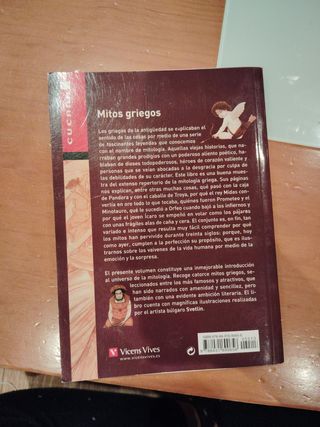 cucaña
Mitos griegos
Los griegos de la antigüedad se explicaban el
sentido de las cosas por medio de una serie
de fascinantes leyendas que conocemos
con el nombre de mitología. Aquellas viejas historias, que na-
rraban grandes prodigios con un poderoso aliento poético, ha-
blaban de dioses todopoderosos, héroes de corazón valiente y
personas que se veían abocadas a la desgracia por culpa de
las debilidades de su carácter. Este libro es una buena mues-
tra del extenso repertorio de la mitología griega. Sus páginas
nos explican, entre otras muchas cosas, qué pasó con la caja
de Pandora y con el caballo de Troya, por qué el rey Midas con-
vertía en oro todo lo que tocaba, quiénes fueron Prometeo y el
Minotauro, qué le sucedió a Orfeo cuando bajó a los infiernos y
por qué el joven Ícaro se empeñó en volar como los pájaros
con unas frágiles alas de caña y cera. El conjunto es, en fin, tan
variado e intenso que resulta muy fácil comprender por qué
los mitos han pervivido durante treinta siglos: porque, hoy
como ayer, cumplen a la perfección su propósito, que es ilus-
trarnos sobre los vaivenes de la vida humana por medio de la
emoción y la sorpresa.
El presente volumen constituye una inmejorable introducción
al universo de la mitología. Recoge catorce mitos griegos, se-
leccionados entre los más famosos y atractivos, que
han sido narrados con amenidad y sencillez, pero
también con una evidente ambición literaria. El li-
bro cuenta con magníficas ilustraciones realizadas
por el artista búlgaro Svetlin.
Vicens Vives
www.vicensvives.es